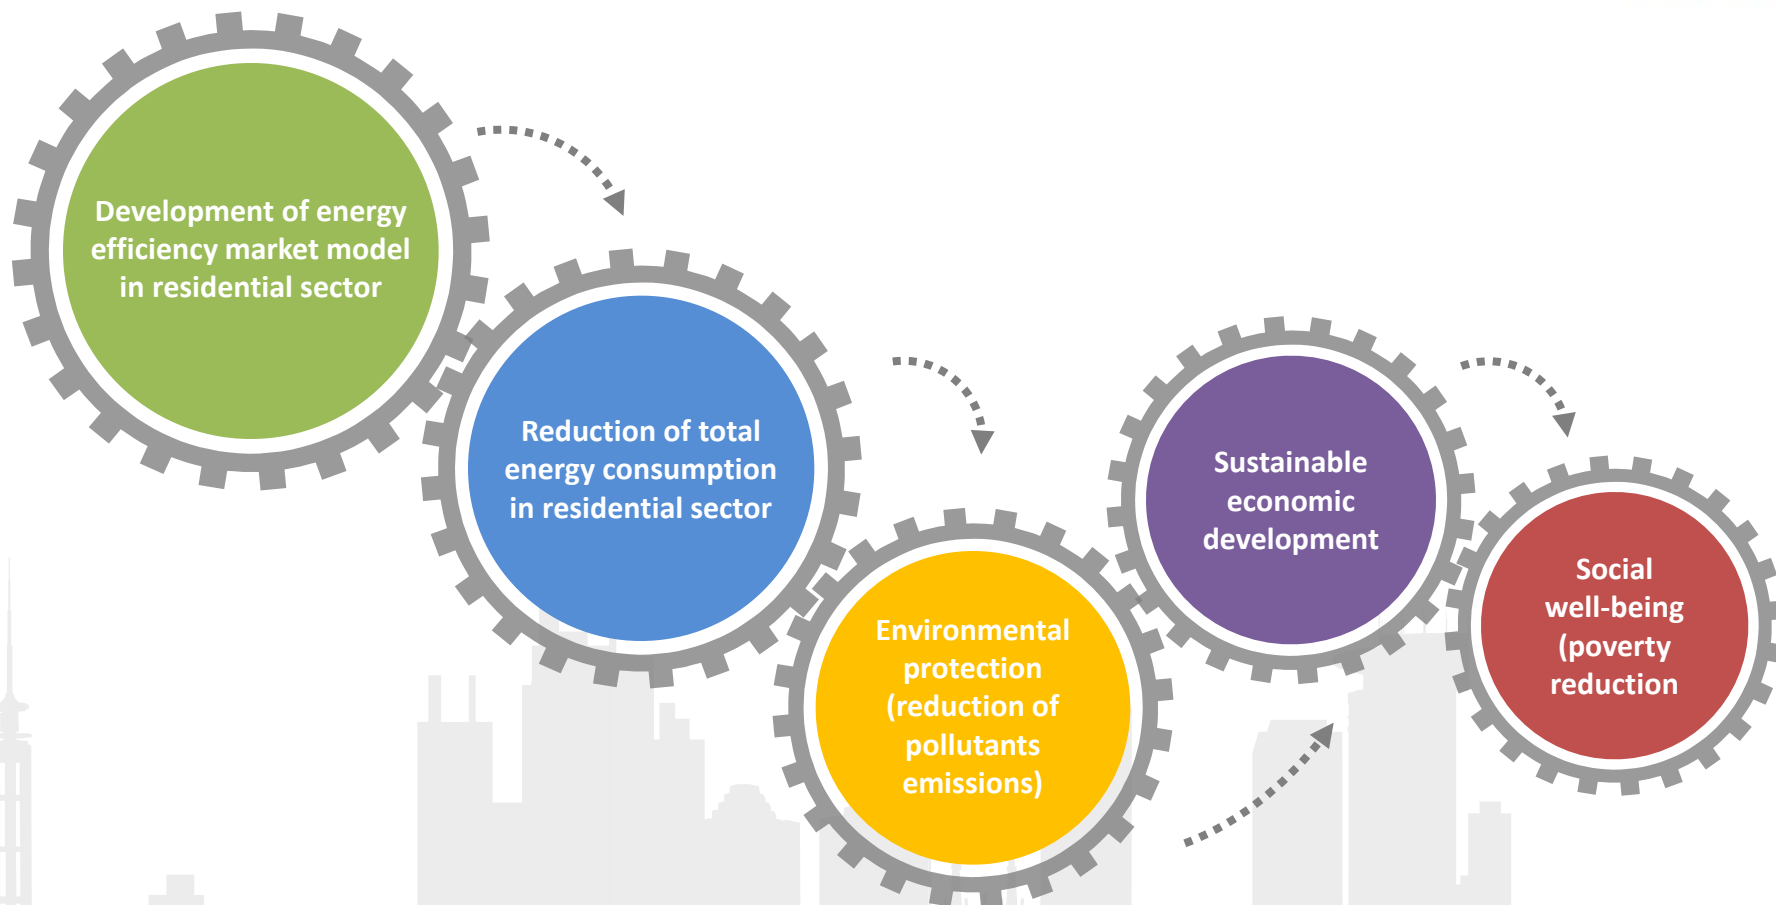 Development of energy
efficiency market model
in residential sector
Reduction of total
energy consumption
in residential sector
Environmental
protection
(reduction of
pollutants
emissions)
Sustainable
economic
development
Social
well-being
(poverty
reduction